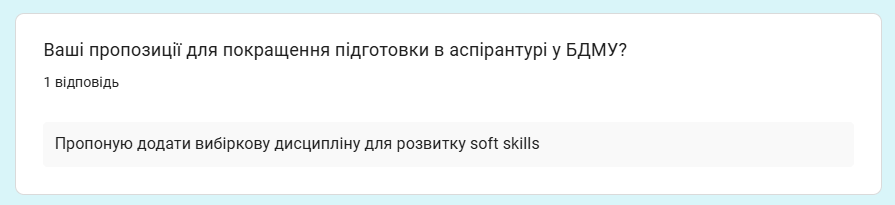 Ваші пропозиції для покращення підготовки в аспірантурі у БДМУ?
1 відповідь
Пропоную додати вибіркову дисципліну для розвитку soft skills